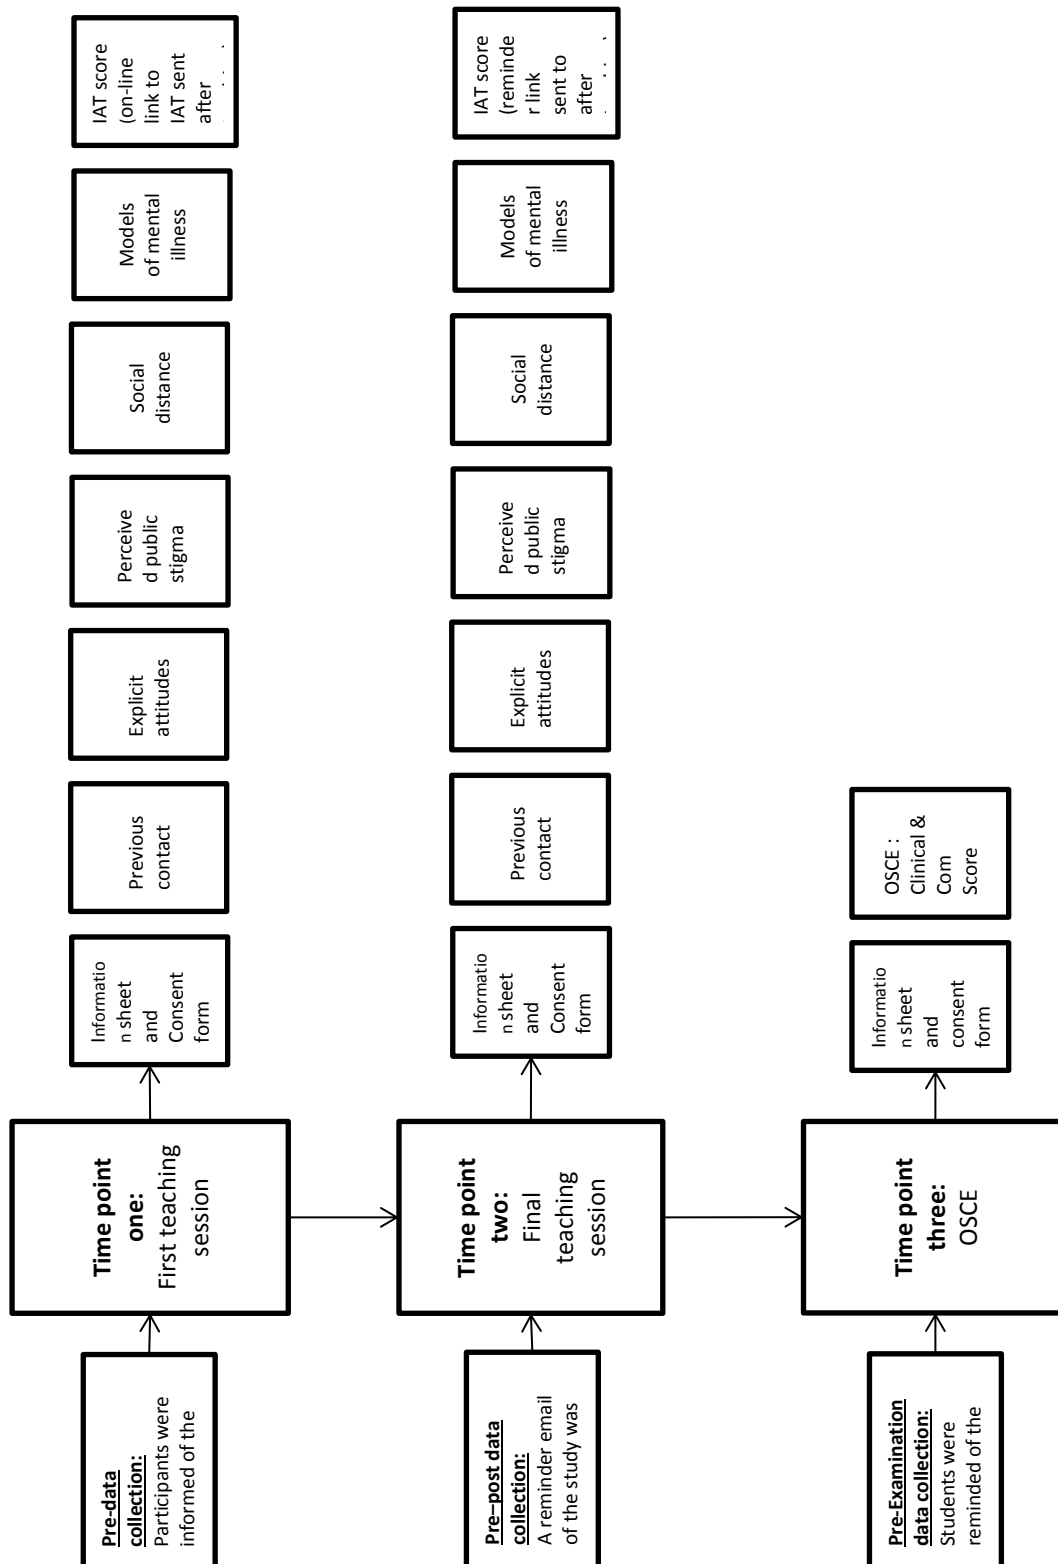 Pre-data
collection:
Participants were
informed of the
Time point
one:
First teaching
session
Informatio
n sheet
and
Consent
form
Previous
contact
Explicit
attitudes
Perceive
d public
stigma
Social
distance
Models
of mental
illness
IAT score
(on-line
link to
IAT sent
after
Pre–post data
collection:
A reminder email
of the study was
Time point
two:
Final
teaching
session
Informatio
n sheet
and
Consent
form
Previous
contact
Explicit
attitudes
Perceive
d public
stigma
Social
distance
Models
of mental
illness
IAT score
(reminde
r link
sent to
after
Pre-Examination
data collection:
Students were
reminded of the
Time point
three:
OSCE
Informatio
n sheet
and
consent
form
OSCE :
Clinical &
Com
Score